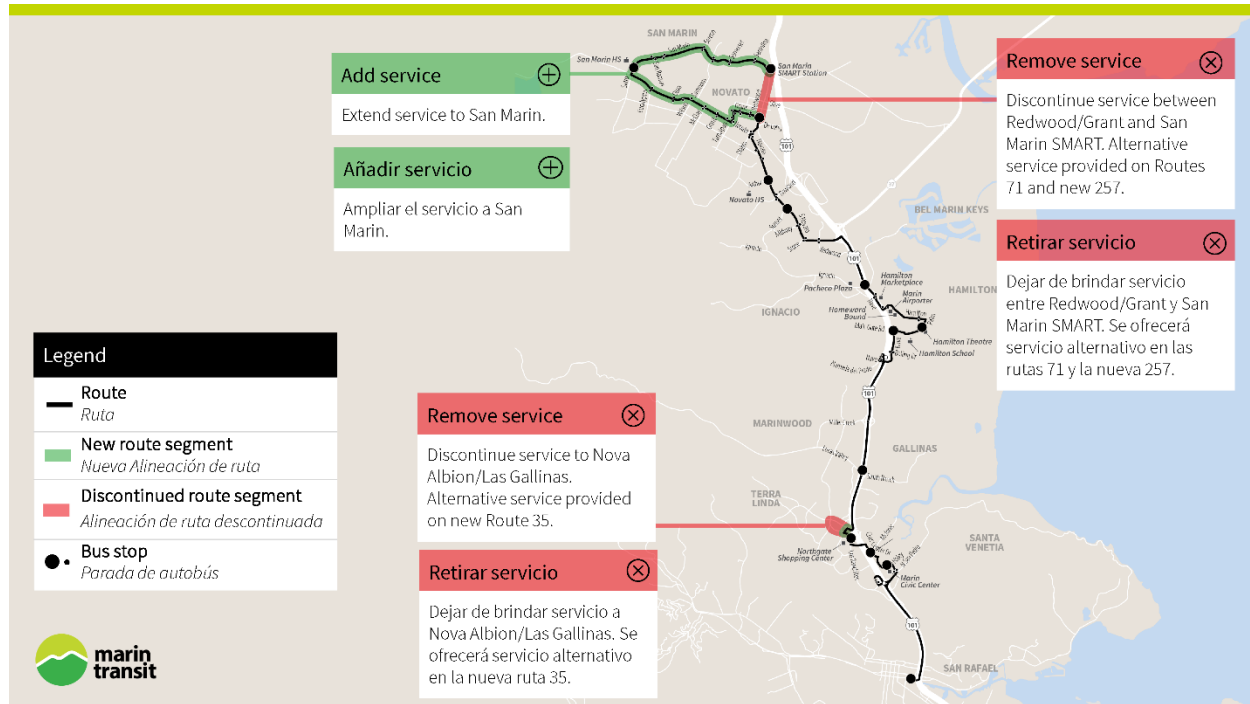 Add service
Extend service to San Marin.
Añadir servicio
Ampliar el servicio a San
Marin.
Remove service
Discontinue service between
Redwood/Grant and San
Marin SMART. Alternative
service provided on Routes
71 and new 257.
Retirar servicio
Dejar de brindar servicio
entre Redwood/Grant y San
Marin SMART. Se ofrecerá
servicio alternativo en las
rutas 71 y la nueva 257.
Remove service
Discontinue service to Nova
Albion/Las Gallinas.
Alternative service provided
on new Route 35.
Retirar servicio
Dejar de brindar servicio a
Nova Albion/Las Gallinas. Se
ofrecerá servicio alternativo
en la nueva ruta 35.
Legend
Route
Ruta
New route segment
Nueva Alineación de ruta
Discontinued route segment
Alineación de ruta descontinuada
Bus stop
Parada de autobús
marin
transit
SAN MARIN
San Marin HS
San Marin
SMART Station
NOVATO
101
Novato HS
BEL MARIN KEYS
101
Hamilton
Marketplace
Pacheco Plaza
Marin
Airporter
HAMILTON
Homeward
Bound
IGNACIO
Hamilton Theatre
Hamilton School
101
MARINWOOD
GALLINAS
TERRA
LINDA
Northgate
Shopping Center
SANTA
VENETIA
Marin
Civic Center
101
SAN RAFAEL